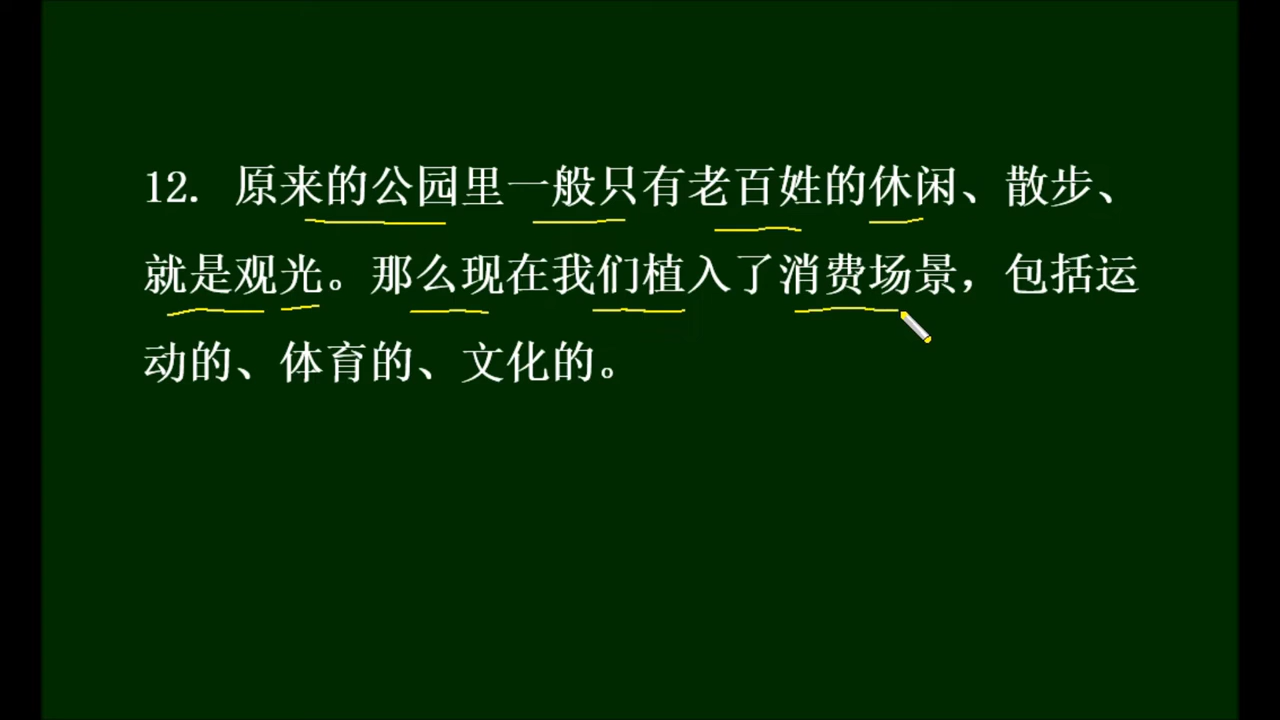 12. 原来的公园里一般只有老百姓的休闲、散步、
就是观光。那么现在我们植入了消费场景，包括运
动的、体育的、文化的。